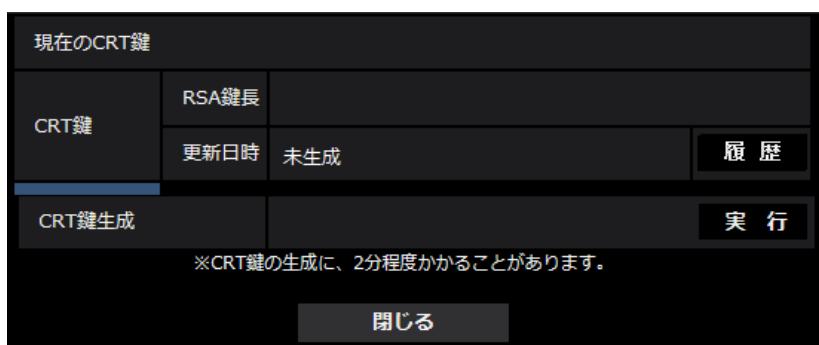 現在のCRT鍵
CRT鍵
RSA鍵長
更新日時 未生成 履 歴
CRT鍵生成 実 行
※CRT鍵の生成に、2分程度かかることがあります。
閉じる